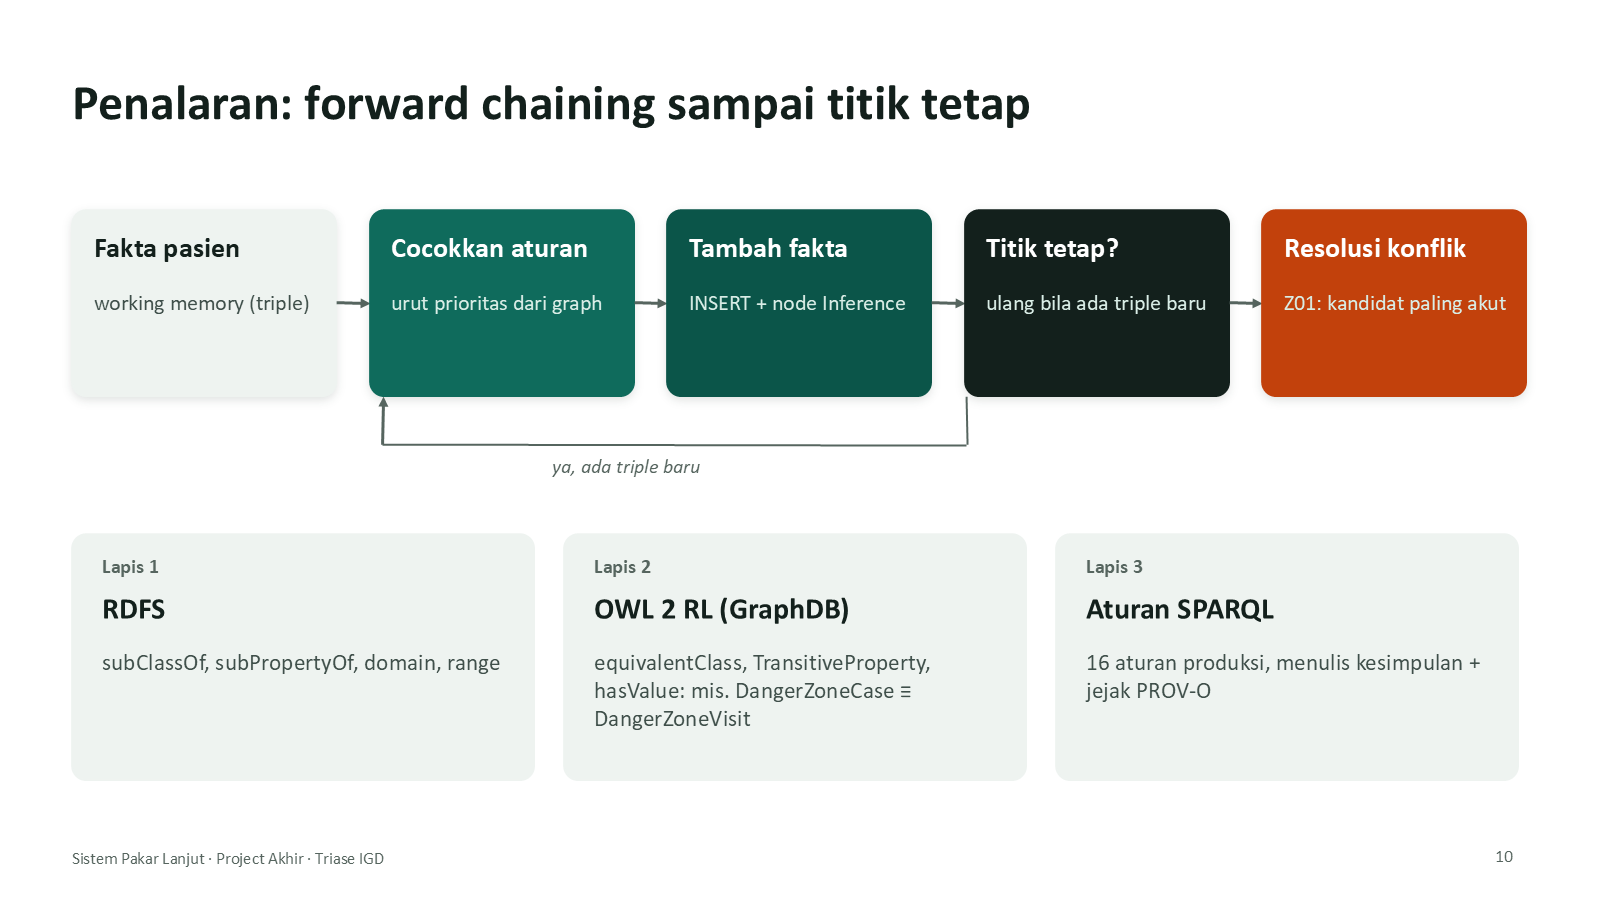 Penalaran: forward chaining sampai titik tetap
Fakta pasien
working memory (triple)
Cocokkan aturan
urut prioritas dari graph
Tambah fakta
INSERT + node Inference
Titik tetap?
ulang bila ada triple baru
Resolusi konflik
Z01: kandidat paling akut
ya, ada triple baru
Lapis 1
RDFS
subClassOf, subPropertyOf, domain, range
Lapis 2
OWL 2 RL (GraphDB)
equivalentClass, TransitiveProperty,
hasValue: mis. DangerZoneCase ≡
DangerZoneVisit
Lapis 3
Aturan SPARQL
16 aturan produksi, menulis kesimpulan +
jejak PROV-O
Sistem Pakar Lanjut · Project Akhir · Triase IGD
10